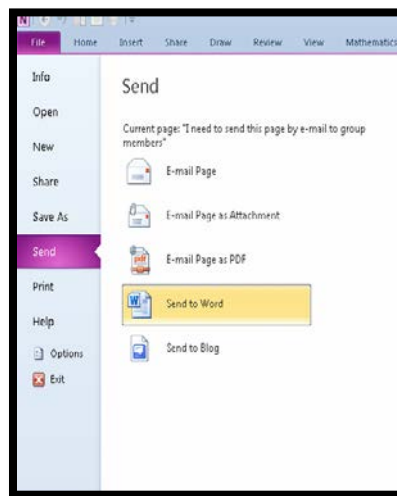 File Home Insert Share Draw Review View Mathematics
Info
Open
New
Share
Save As
Send
Print
Help
Options
Exit
Send
Current page: "I need to send this page by e-mail to group
members"
E-mail Page
E-mail Page as Attachment
E-mail Page as PDF
Send to Word
Send to Blog